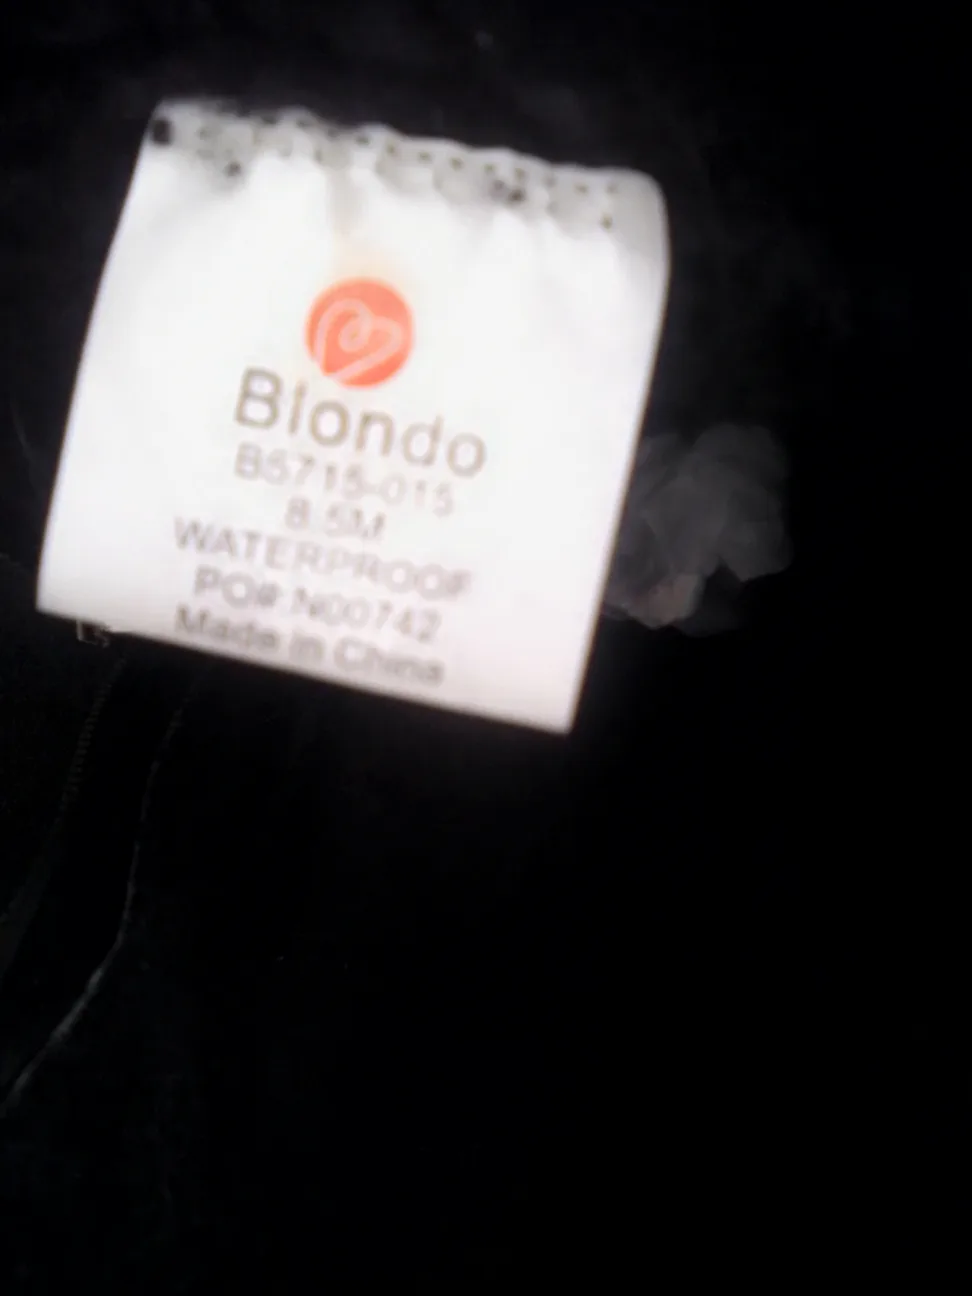 Blondo
B5715-015
8.5M
WATERPROOF
PO# N00742
Made in China